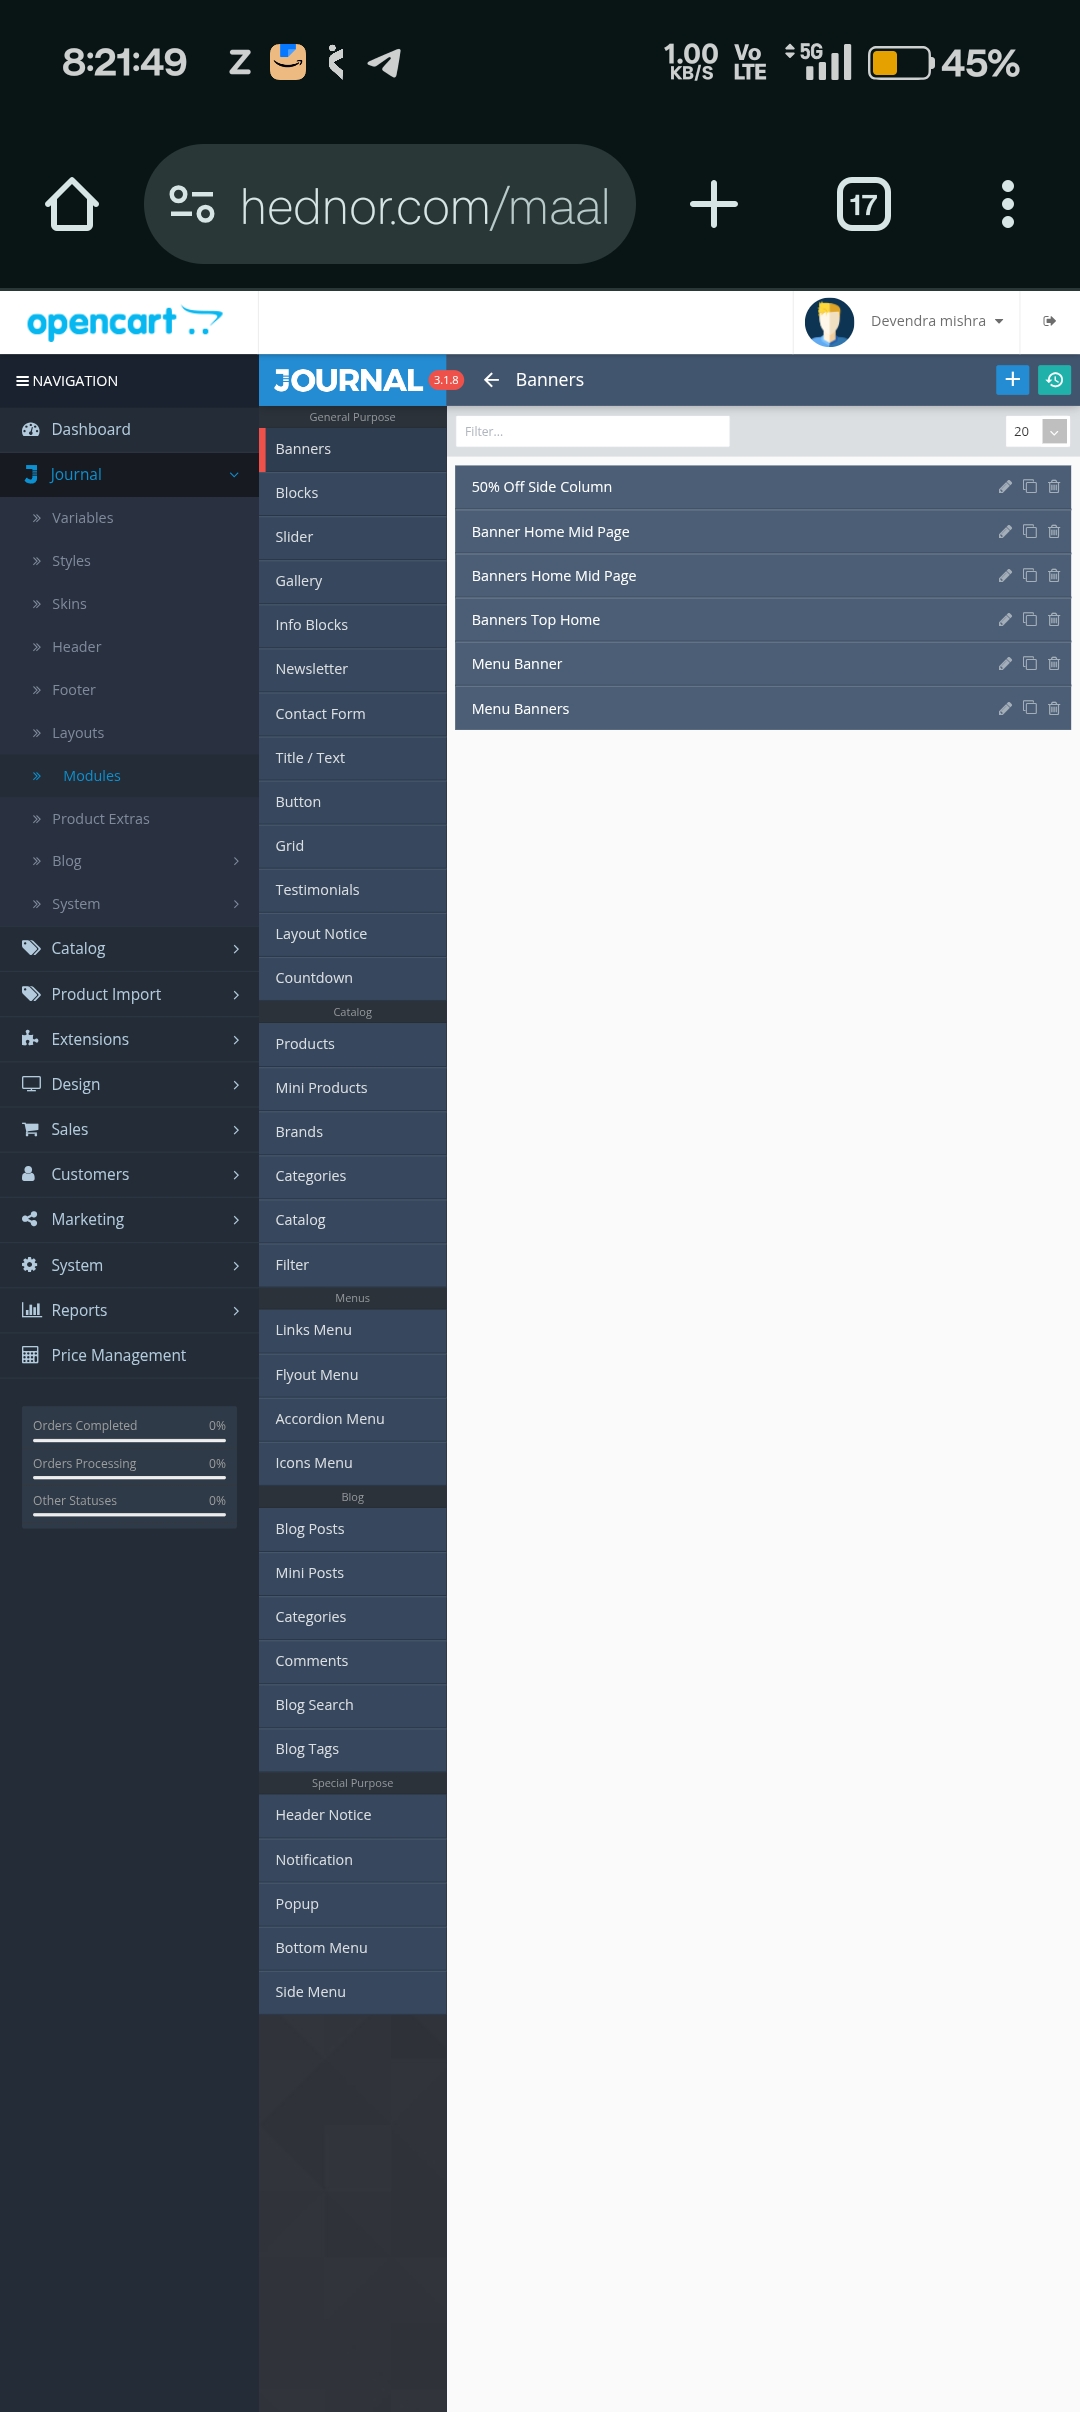 8:21:49 Z 1.00 KB/S Vo LTE 5G 45%
hednor.com/maal 17
opencart Devendra mishra
NAVIGATION
Dashboard
Journal
Variables
Styles
Skins
Header
Footer
Layouts
Modules
Product Extras
Blog
System
Catalog
Product Import
Extensions
Design
Sales
Customers
Marketing
System
Reports
Price Management
Orders Completed 0%
Orders Processing 0%
Other Statuses 0%
JOURNAL 3.1.8
General Purpose
Banners
Blocks
Slider
Gallery
Info Blocks
Newsletter
Contact Form
Title / Text
Button
Grid
Testimonials
Layout Notice
Countdown
Catalog
Products
Mini Products
Brands
Categories
Catalog
Filter
Menus
Links Menu
Flyout Menu
Accordion Menu
Icons Menu
Blog
Blog Posts
Mini Posts
Categories
Comments
Blog Search
Blog Tags
Special Purpose
Header Notice
Notification
Popup
Bottom Menu
Side Menu
Banners
Filter... 20
50% Off Side Column
Banner Home Mid Page
Banners Home Mid Page
Banners Top Home
Menu Banner
Menu Banners